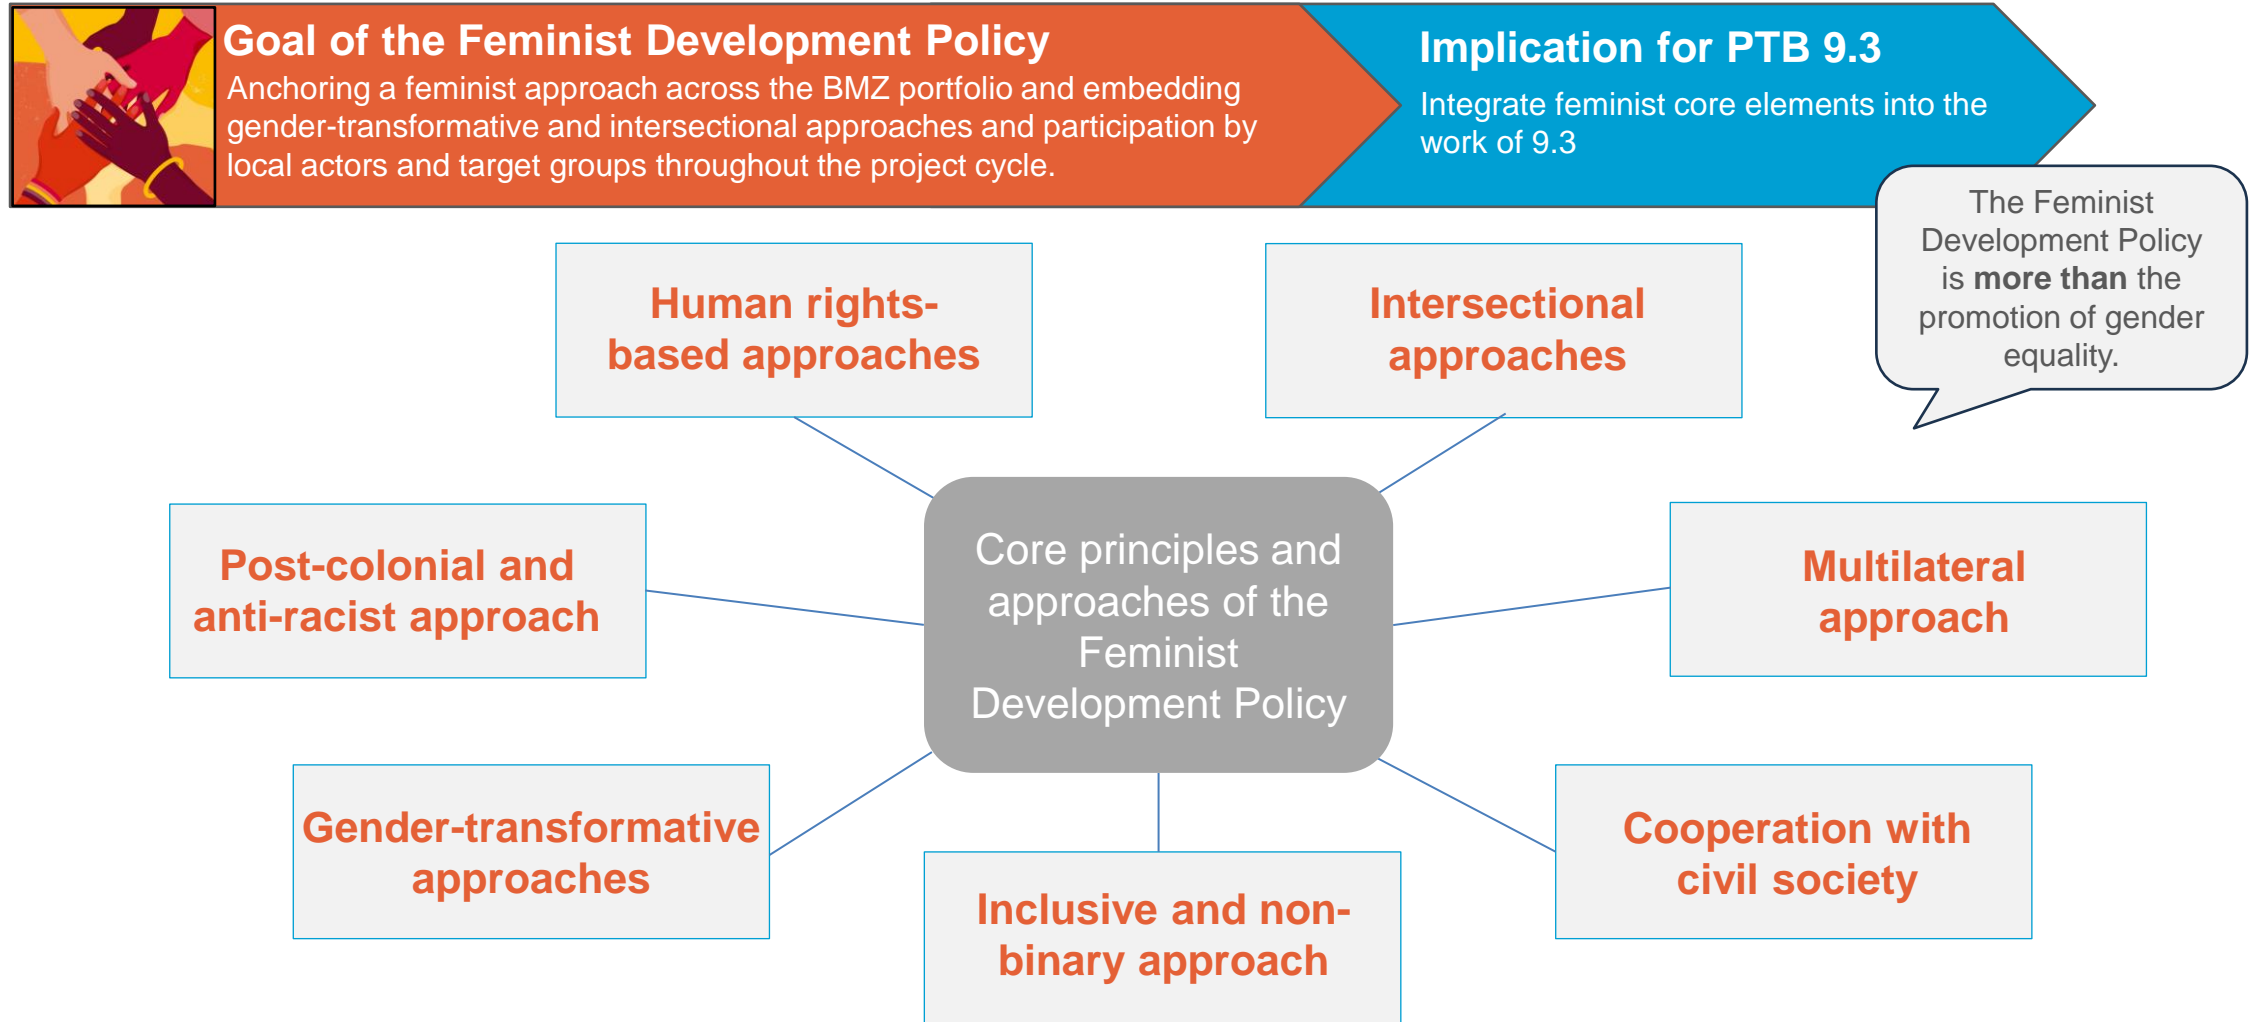 Goal of the Feminist Development Policy
Anchoring a feminist approach across the BMZ portfolio and embedding
gender-transformative and intersectional approaches and participation by
local actors and target groups throughout the project cycle.
Implication for PTB 9.3
Integrate feminist core elements into the
work of 9.3
The Feminist
Development Policy
is more than the
promotion of gender
equality.
Human rights-
based approaches
Intersectional
approaches
Post-colonial and
anti-racist approach
Core principles and
approaches of the
Feminist
Development Policy
Multilateral
approach
Gender-transformative
approaches
Inclusive and non-
binary approach
Cooperation with
civil society